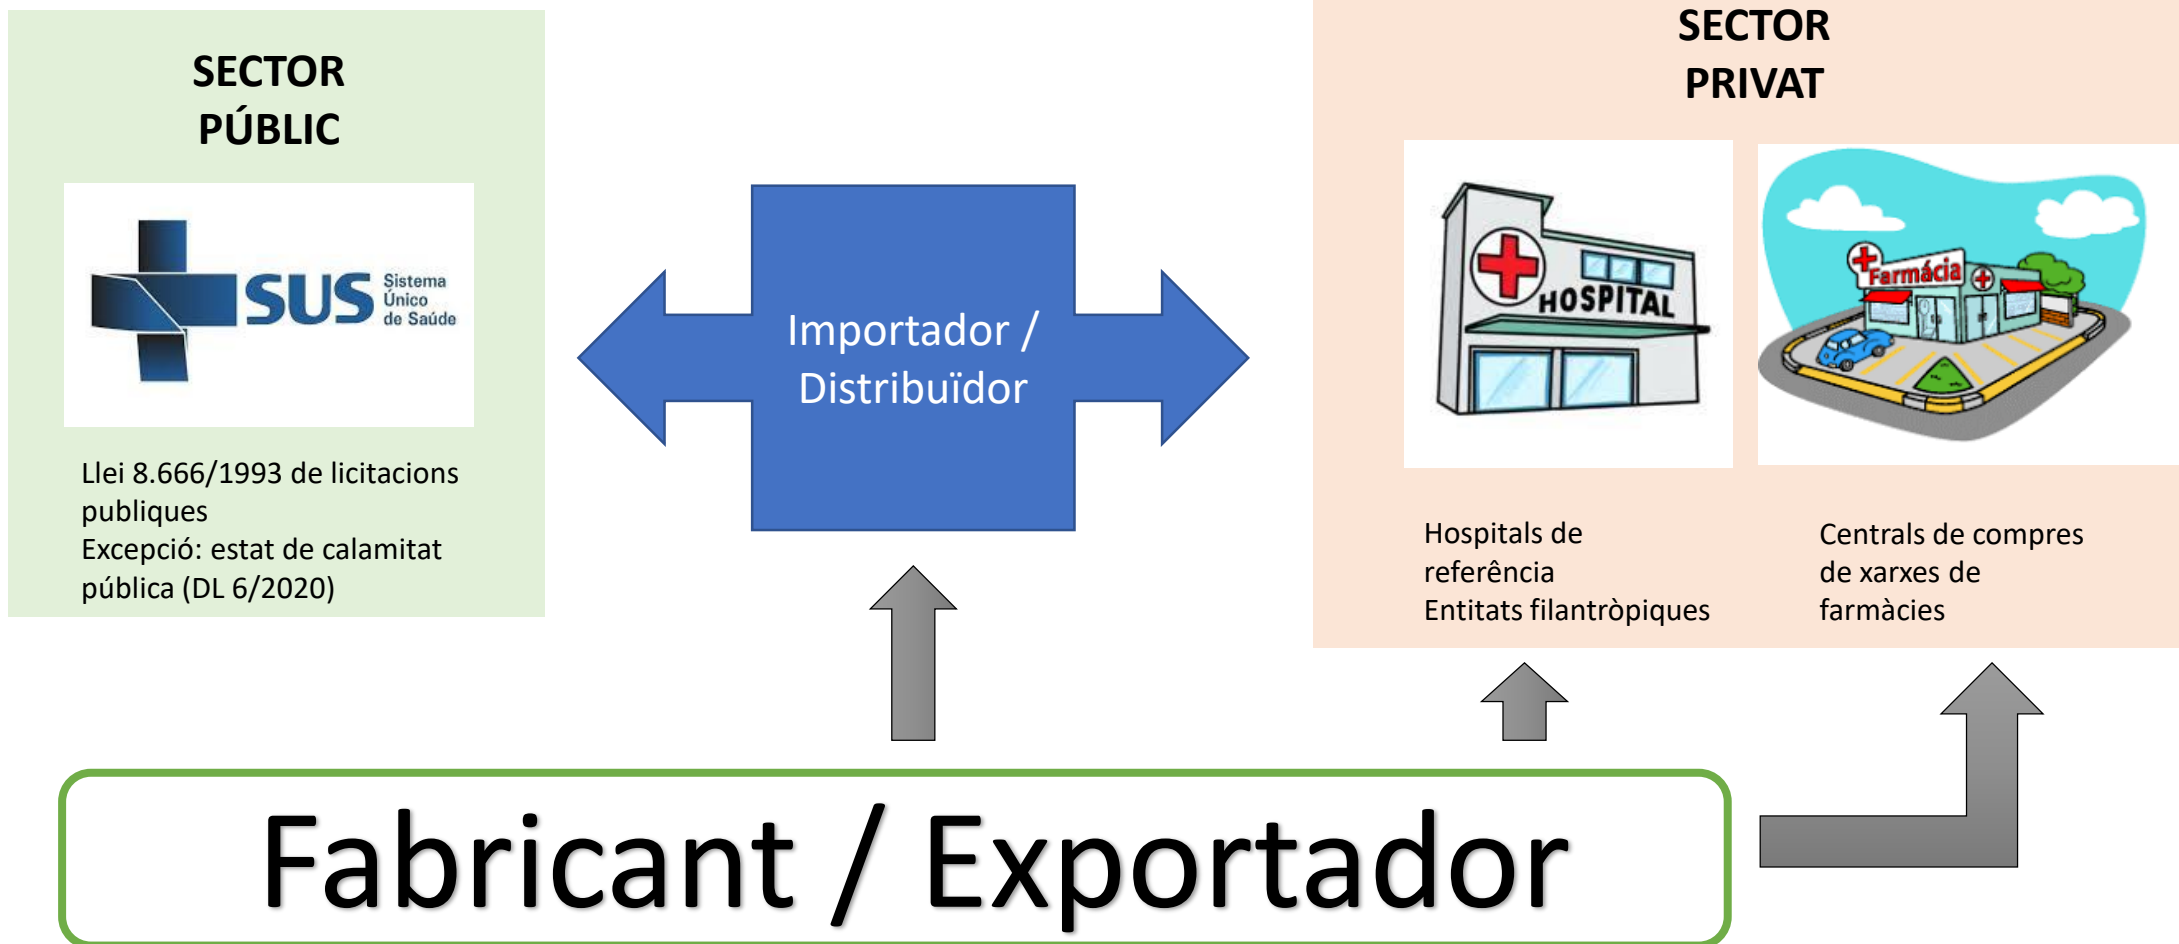 SECTOR
PÚBLIC
SUS
Sistema
Único
de Saúde
Llei 8.666/1993 de licitacions
publiques
Excepció: estat de calamitat
pública (DL 6/2020)
Importador /
Distribuïdor
SECTOR
PRIVAT
HOSPITAL
Farmácia
Hospitals de
referência
Entitats filantròpiques
Centrals de compres
de xarxes de
farmàcies
Fabricant / Exportador